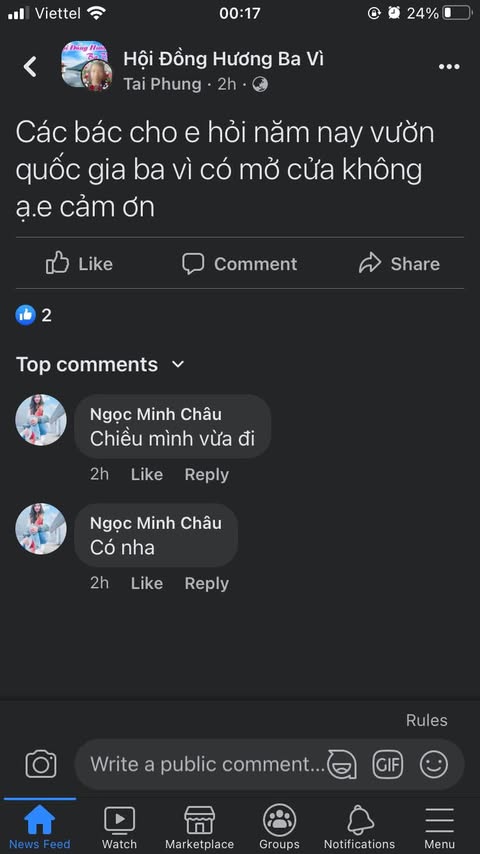 Viettel 00:17 24%
Hội Đồng Hương Ba Vì
Tai Phung · 2h ·
Các bác cho e hỏi năm nay vườn
quốc gia ba vì có mở cửa không
ạ.e cảm ơn
Like Comment Share
2
Top comments
Ngọc Minh Châu
Chiều mình vừa đi
2h Like Reply
Ngọc Minh Châu
Có nha
2h Like Reply
Rules
Write a public comment... GIF
News Feed Watch Marketplace Groups Notifications Menu